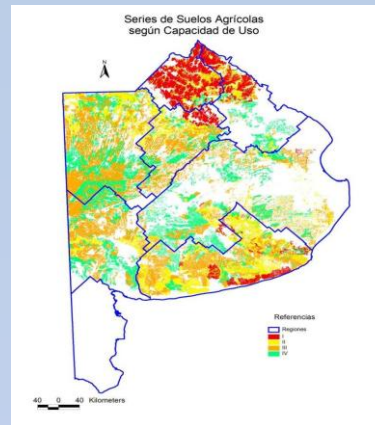 Series de Suelos Agrícolas
según Capacidad de Uso
N
Referencias
Regiones
I
II
III
IV
40 0 40 Kilometers